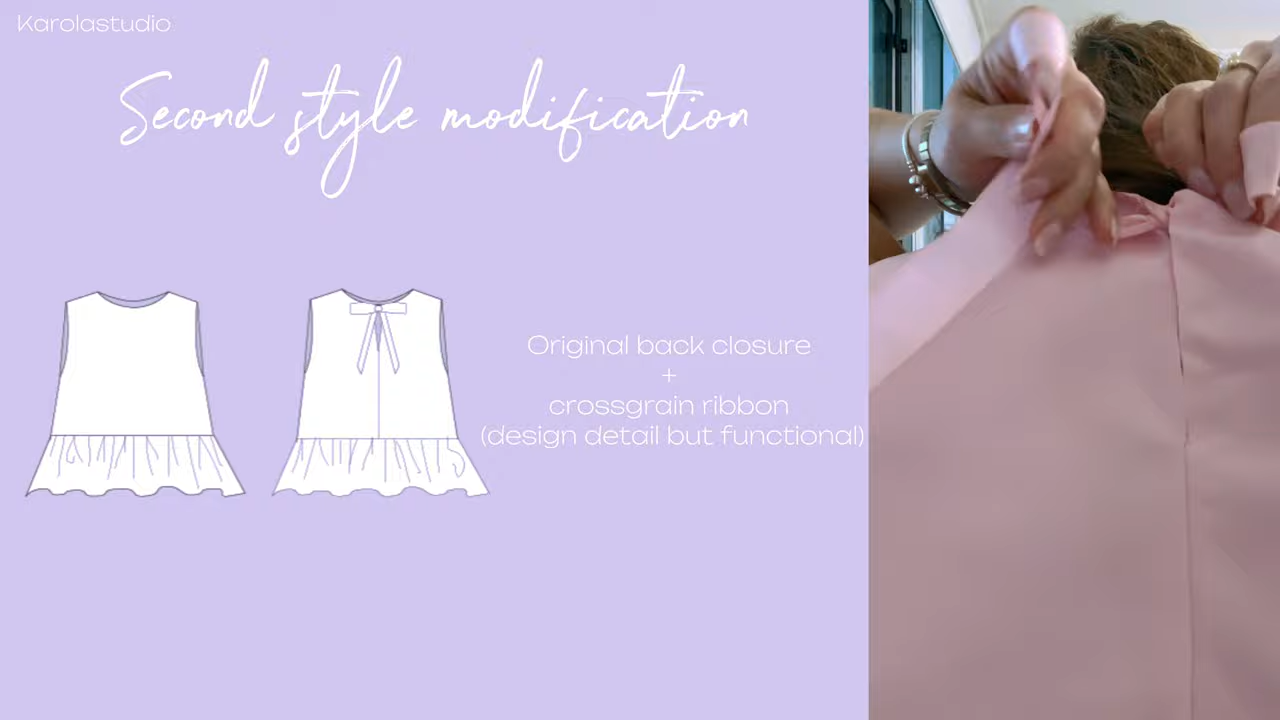 Karolastudio
Second style modification
Original back closure
+
crossgrain ribbon
(design detail but functional)